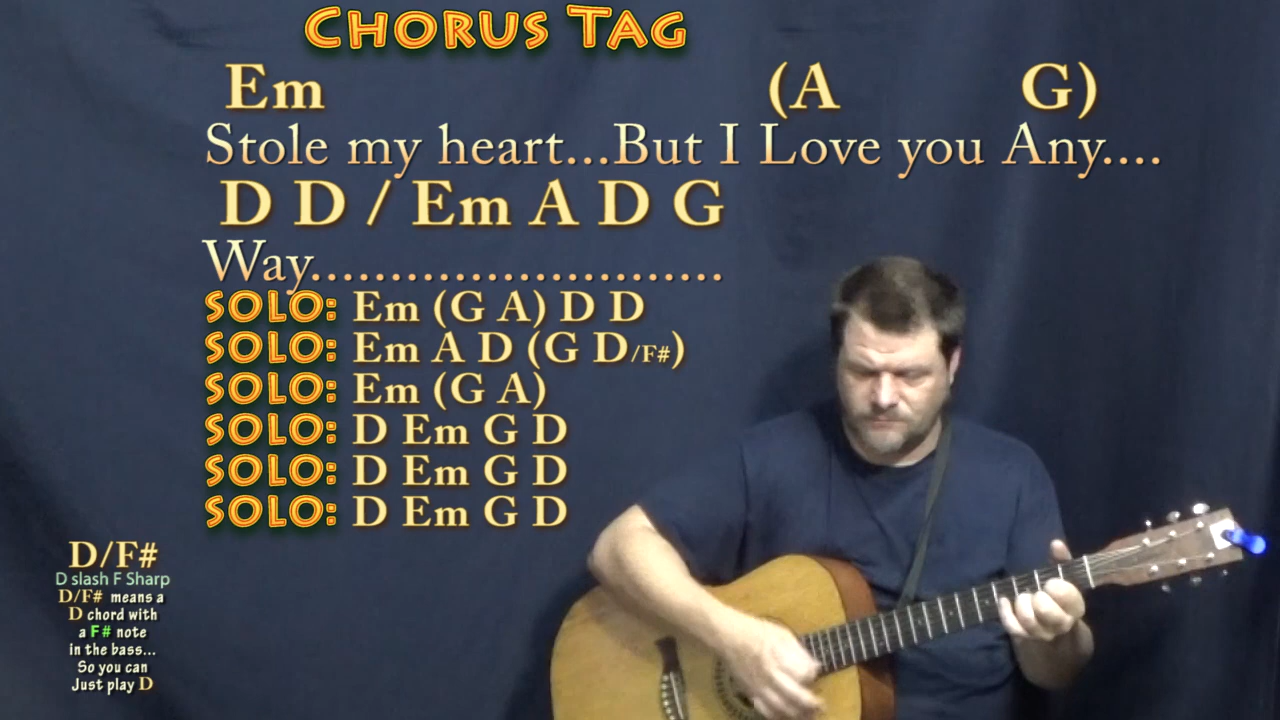 CHORUS TAG
Em (A G)
Stole my heart...But I Love you Any....
D D / Em A D G
Way..........................
SOLO: Em (G A) D D
SOLO: Em A D (G D/F#)
SOLO: Em (G A)
SOLO: D Em G D
SOLO: D Em G D
SOLO: D Em G D
D/F#
D slash F Sharp
D/F# means a
D chord with
a F# note
in the bass...
So you can
Just play D